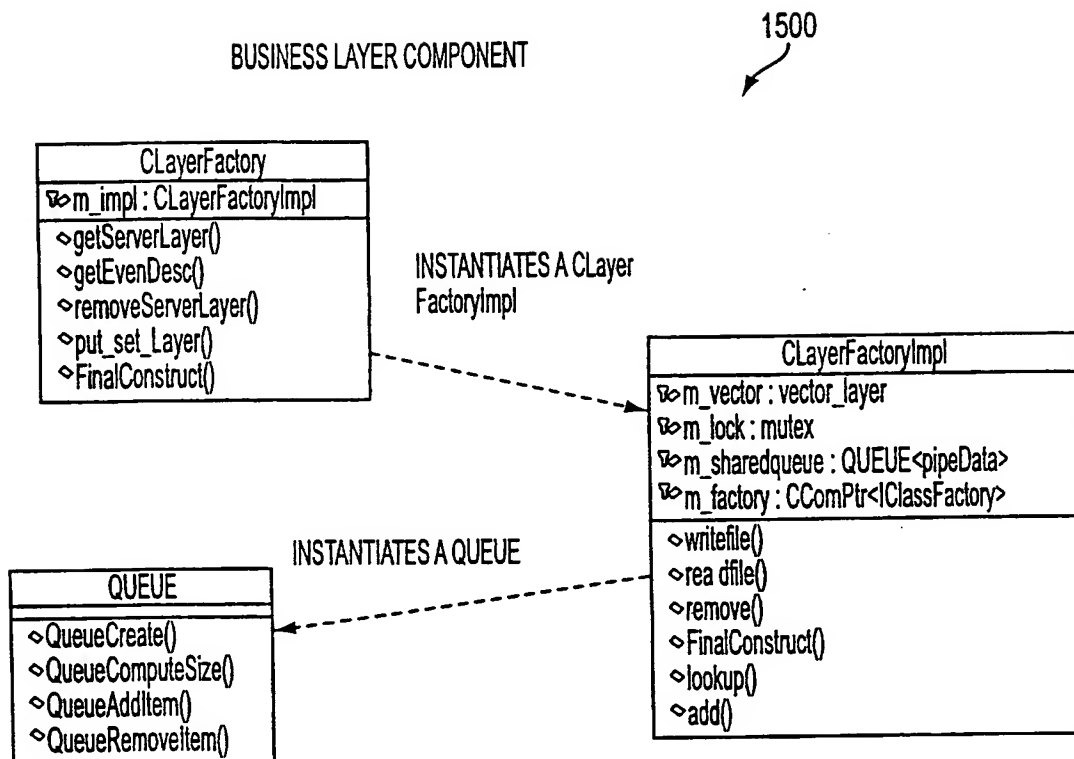 1500
BUSINESS LAYER COMPONENT
CLayerFactory
m_impl : CLayerFactoryImpl
getServerLayer()
getEvenDesc()
removeServerLayer()
put_set_Layer()
FinalConstruct()
INSTANTIATES A CLayer
FactoryImpl
CLayerFactoryImpl
m_vector : vector_layer
m_lock : mutex
m_sharedqueue : QUEUE<pipeData>
m_factory : CComPtr<IClassFactory>
writefile()
rea dfile()
remove()
FinalConstruct()
lookup()
add()
INSTANTIATES A QUEUE
QUEUE
QueueCreate()
QueueComputeSize()
QueueAddItem()
QueueRemoveItem()